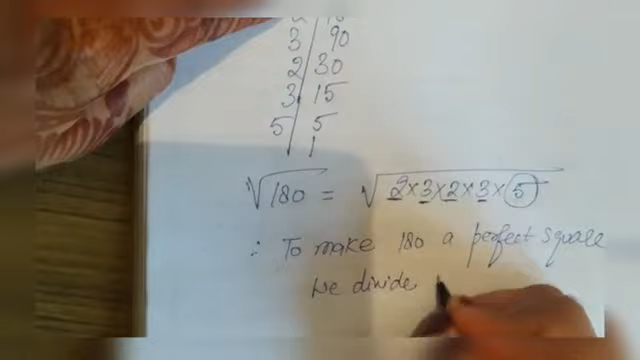 3 | 90
2 | 30
3 | 15
5 | 5
1
√180 = √2×3×2×3×5
∴ To make 180 a perfect square
we divide